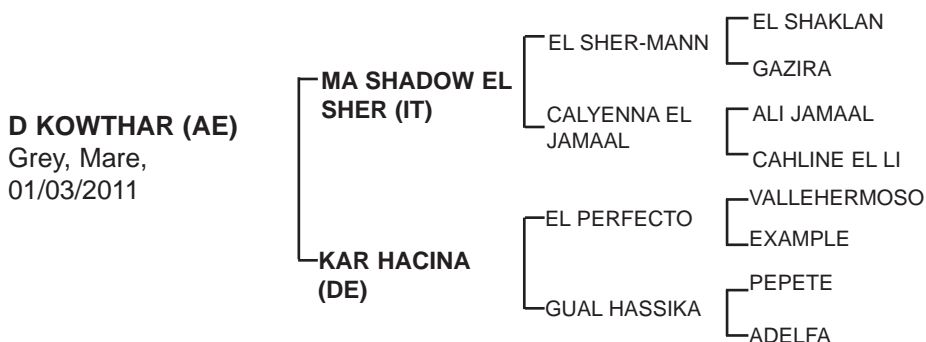 D KOWTHAR (AE)
Grey, Mare,
01/03/2011
MA SHADOW EL
SHER (IT)
KAR HACINA
(DE)
EL SHER-MANN
CALYENNA EL
JAMAAL
EL PERFECTO
GUAL HASSIKA
EL SHAKLAN
GAZIRA
ALI JAMAAL
CAHLINE EL LI
VALLEHERMOSO
EXAMPLE
PEPETE
ADELFA